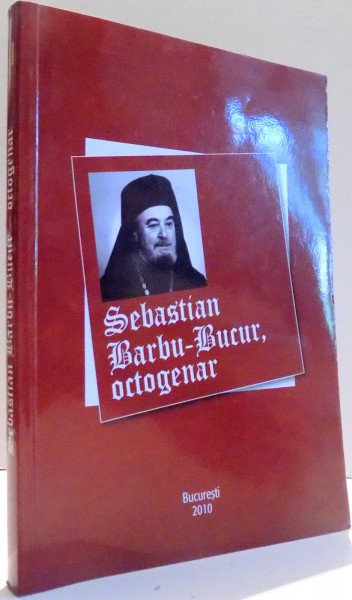 Sebastian
Barbu-Bucur,
octogenar
București
2010
Sebastian Barbu-Bucur, octogenar